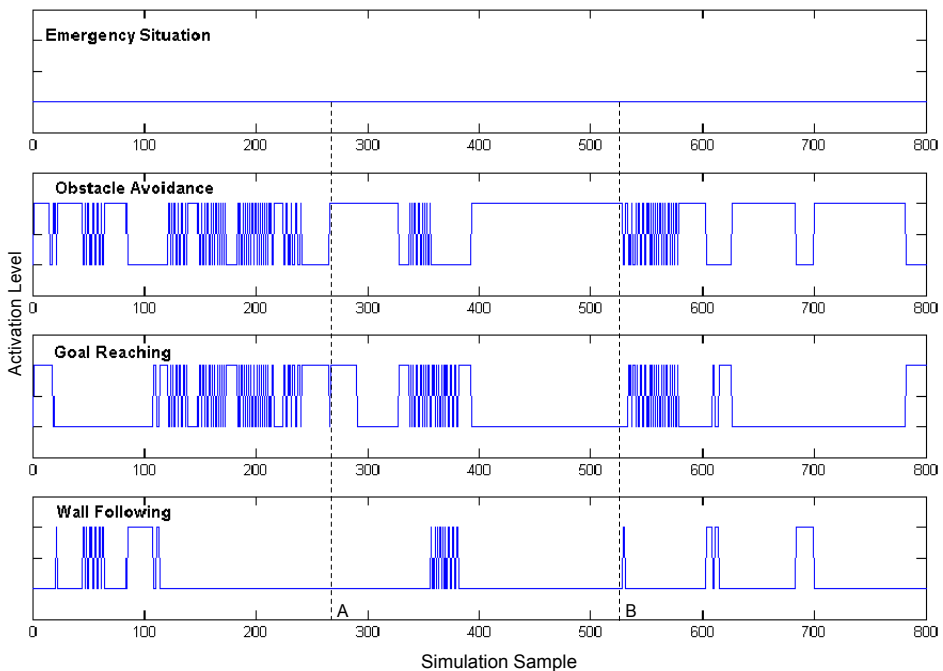 Emergency Situation
0 100 200 300 400 500 600 700 800
Obstacle Avoidance
0 100 200 300 400 500 600 700 800
Activation Level
Goal Reaching
0 100 200 300 400 500 600 700 800
Wall Following
A B
0 100 200 300 400 500 600 700 800
Simulation Sample